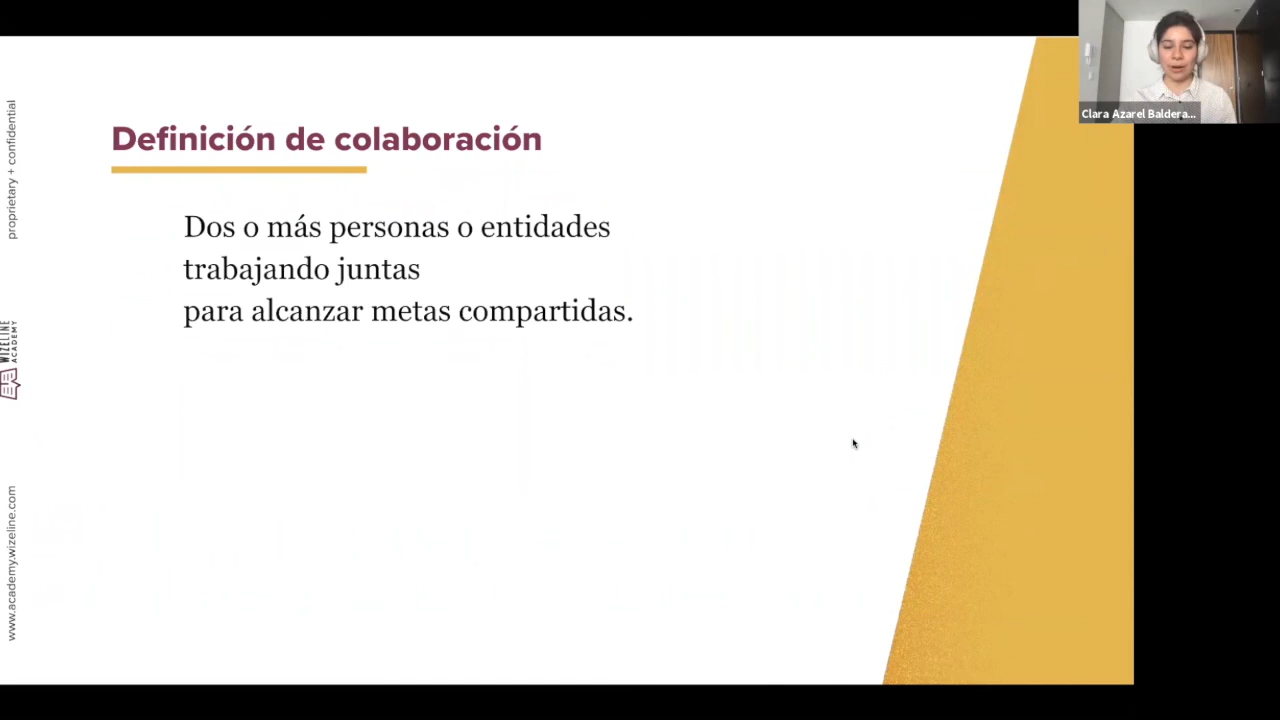 Definición de colaboración
Dos o más personas o entidades
trabajando juntas
para alcanzar metas compartidas.
Clara Azarel Baldera...
proprietary + confidential
WIZELINE
ACADEMY
www.academy.wizeline.com